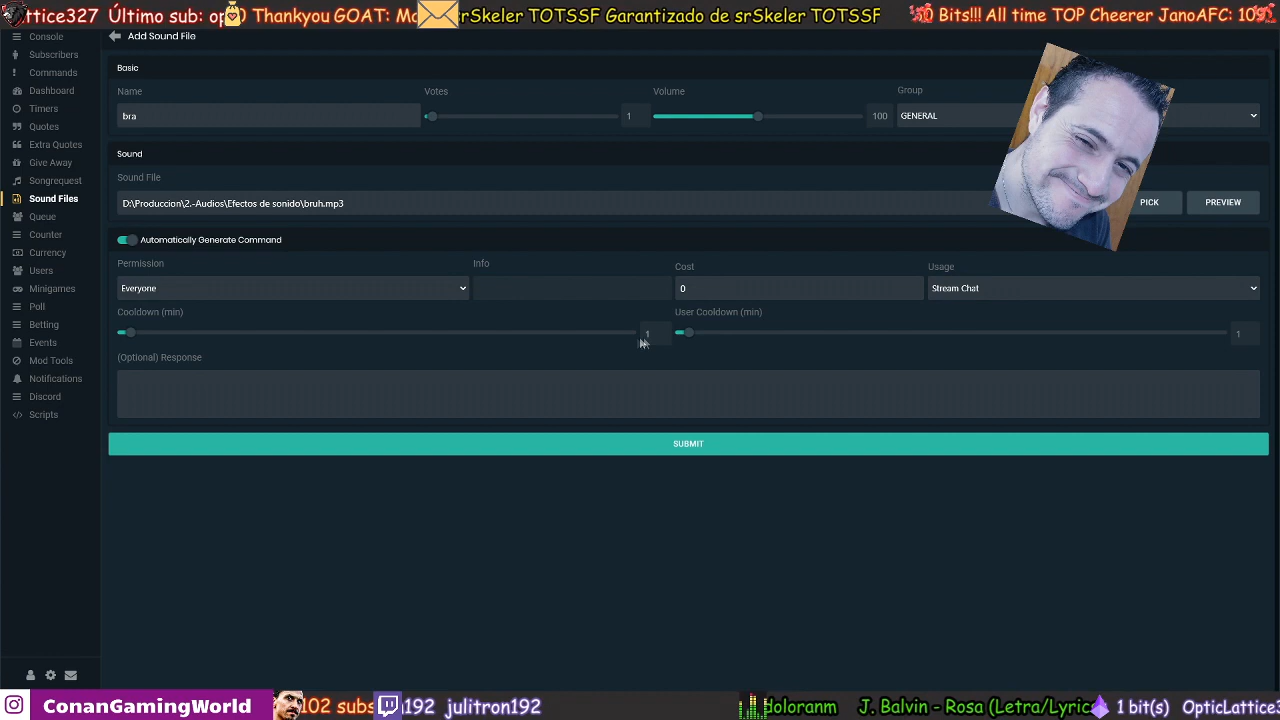 ttice327 Último sub: op
Thankyou GOAT: Ma
srSkeler TOTSSF Garantizado de srSkeler TOTSSF
Bits!!! All time TOP Cheerer JanoAFC: 109
Console
Subscribers
Commands
Dashboard
Timers
Quotes
Extra Quotes
Give Away
Songrequest
Sound Files
Queue
Counter
Currency
Users
Minigames
Poll
Betting
Events
Mod Tools
Notifications
Discord
Scripts
Add Sound File
Basic
Name Votes Volume Group
bra 1 100 GENERAL
Sound
Sound File
D:\Produccion\2.-Audios\Efectos de sonido\bruh.mp3 PICK PREVIEW
Automatically Generate Command
Permission Info Cost Usage
Everyone 0 Stream Chat
Cooldown (min) User Cooldown (min)
1 1
(Optional) Response
SUBMIT
ConanGamingWorld
102 subs
192 julitron192
Holoranm J. Balvin - Rosa (Letra/Lyric
1 bit(s) OpticLattice3